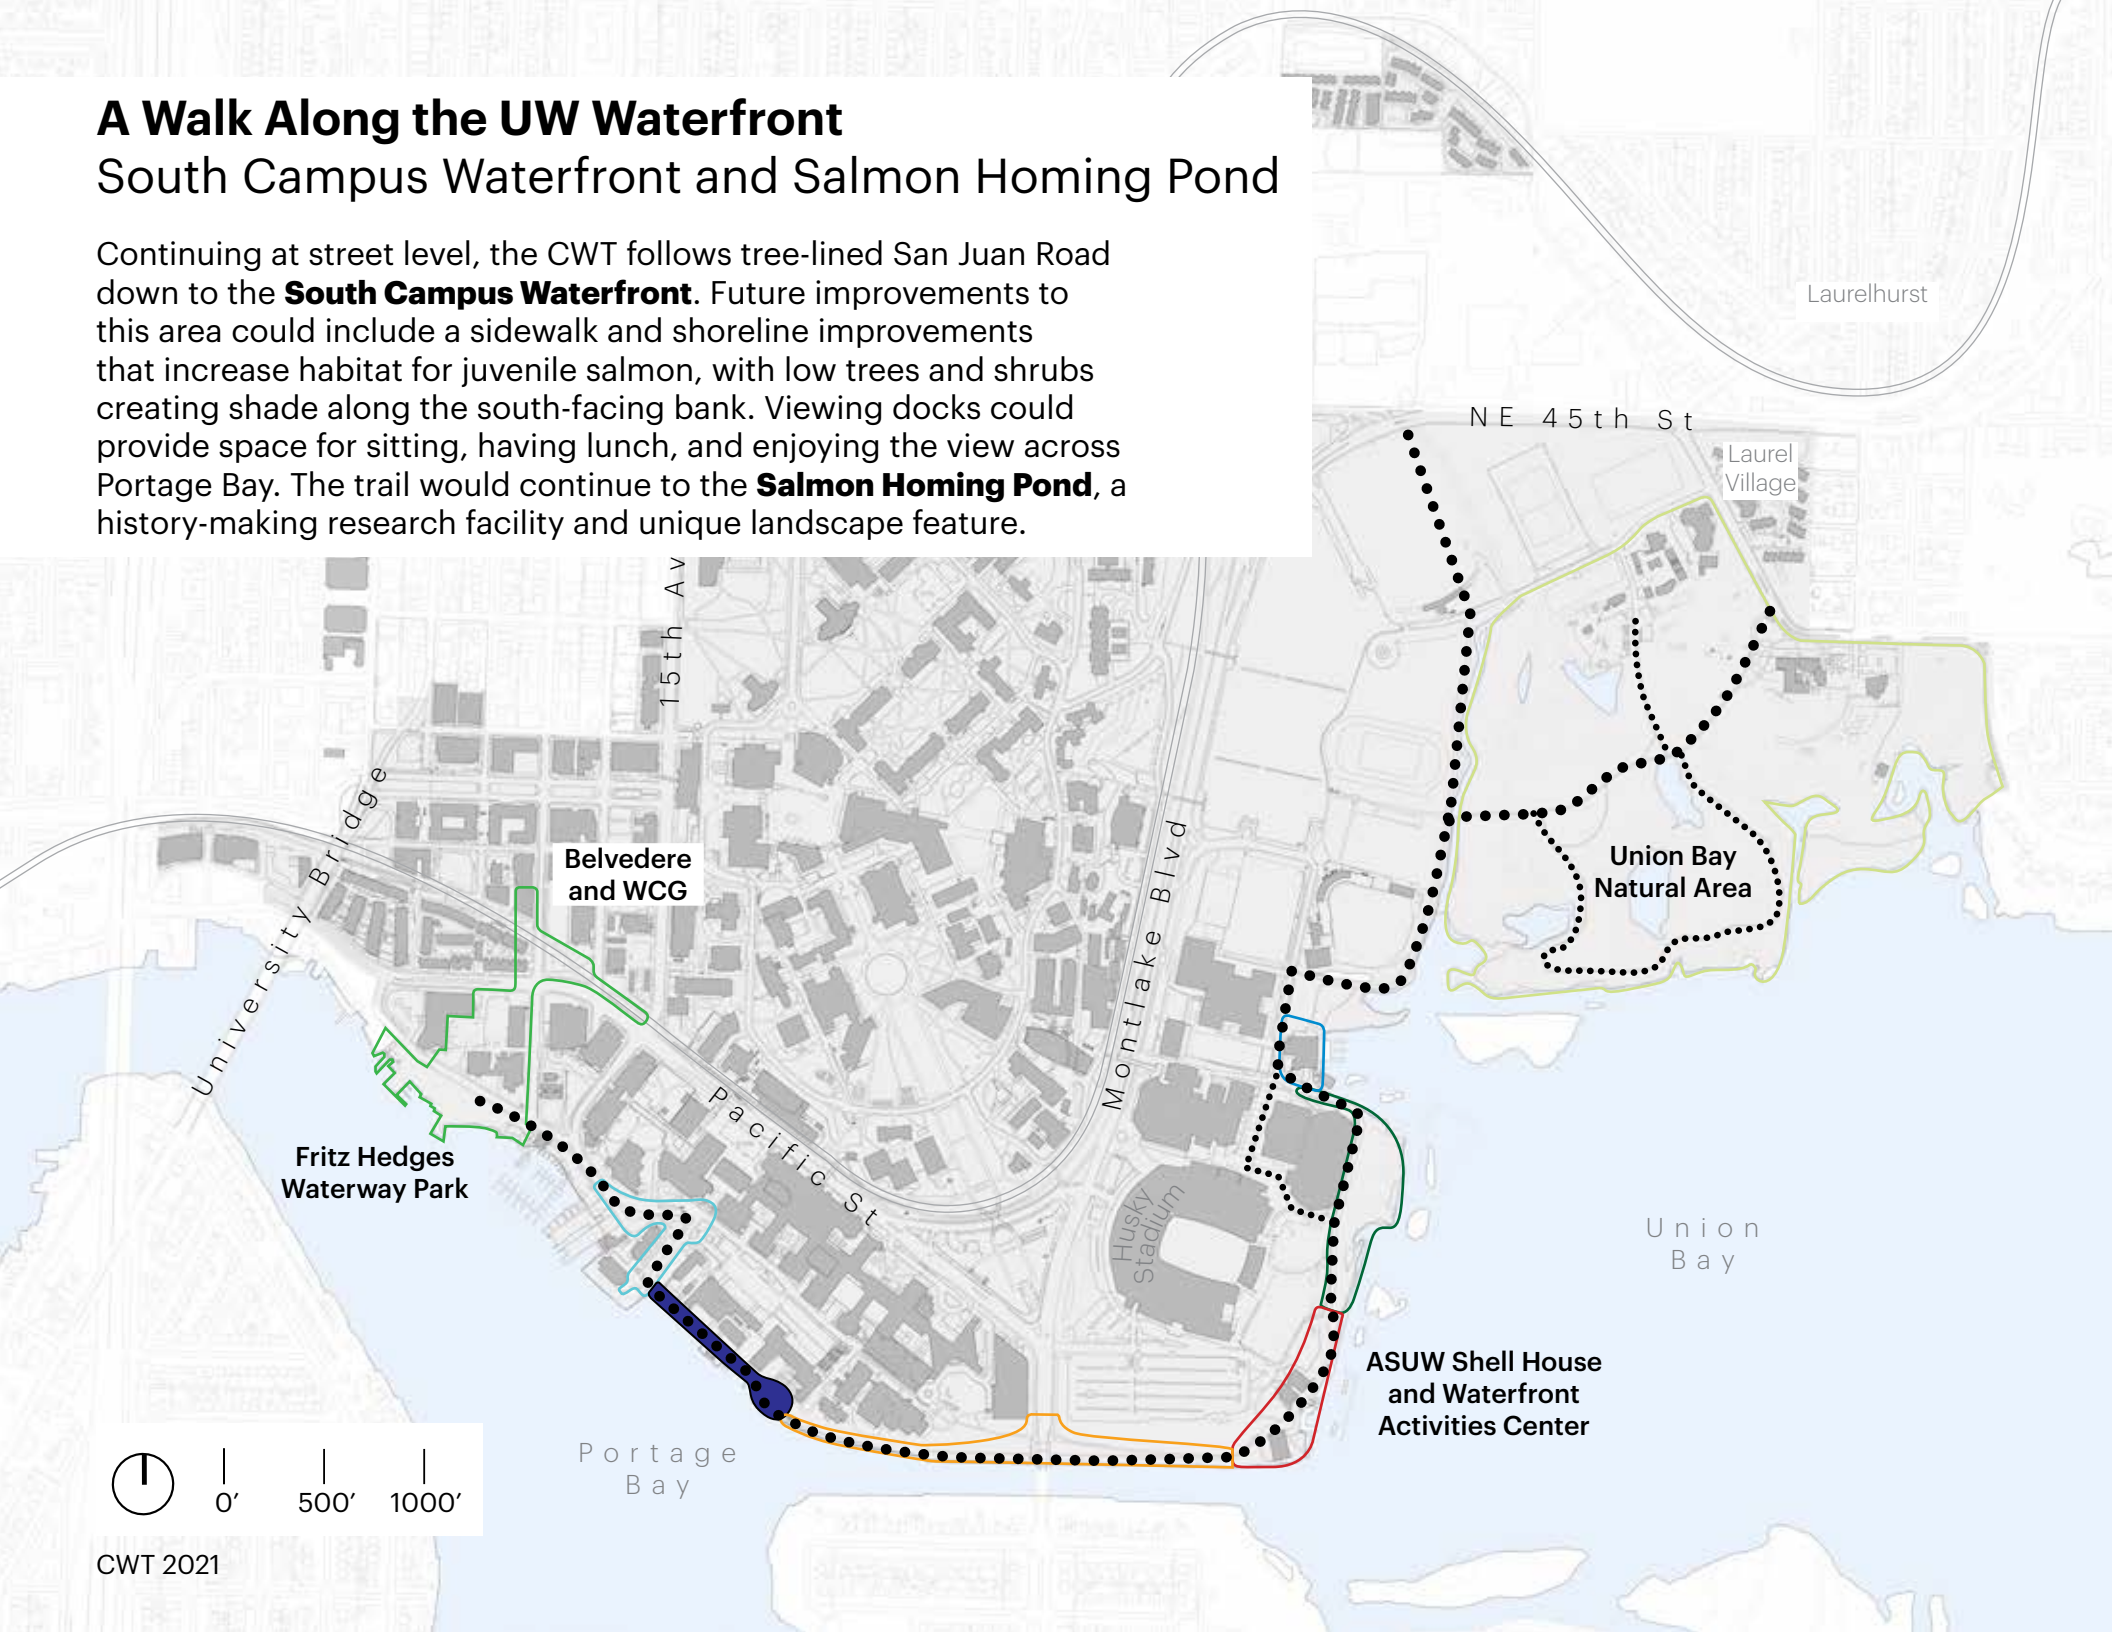 A Walk Along the UW Waterfront
South Campus Waterfront and Salmon Homing Pond
Continuing at street level, the CWT follows tree-lined San Juan Road
down to the South Campus Waterfront. Future improvements to
this area could include a sidewalk and shoreline improvements
that increase habitat for juvenile salmon, with low trees and shrubs
creating shade along the south-facing bank. Viewing docks could
provide space for sitting, having lunch, and enjoying the view across
Portage Bay. The trail would continue to the Salmon Homing Pond, a
history-making research facility and unique landscape feature.
Laurelhurst
NE 45th St
Laurel
Village
15th Av
University Bridge
Belvedere
and WCG
Montlake Blvd
Union Bay
Natural Area
Pacific St
Fritz Hedges
Waterway Park
Husky
Stadium
Union
Bay
ASUW Shell House
and Waterfront
Activities Center
Portage
Bay
0' 500' 1000'
CWT 2021